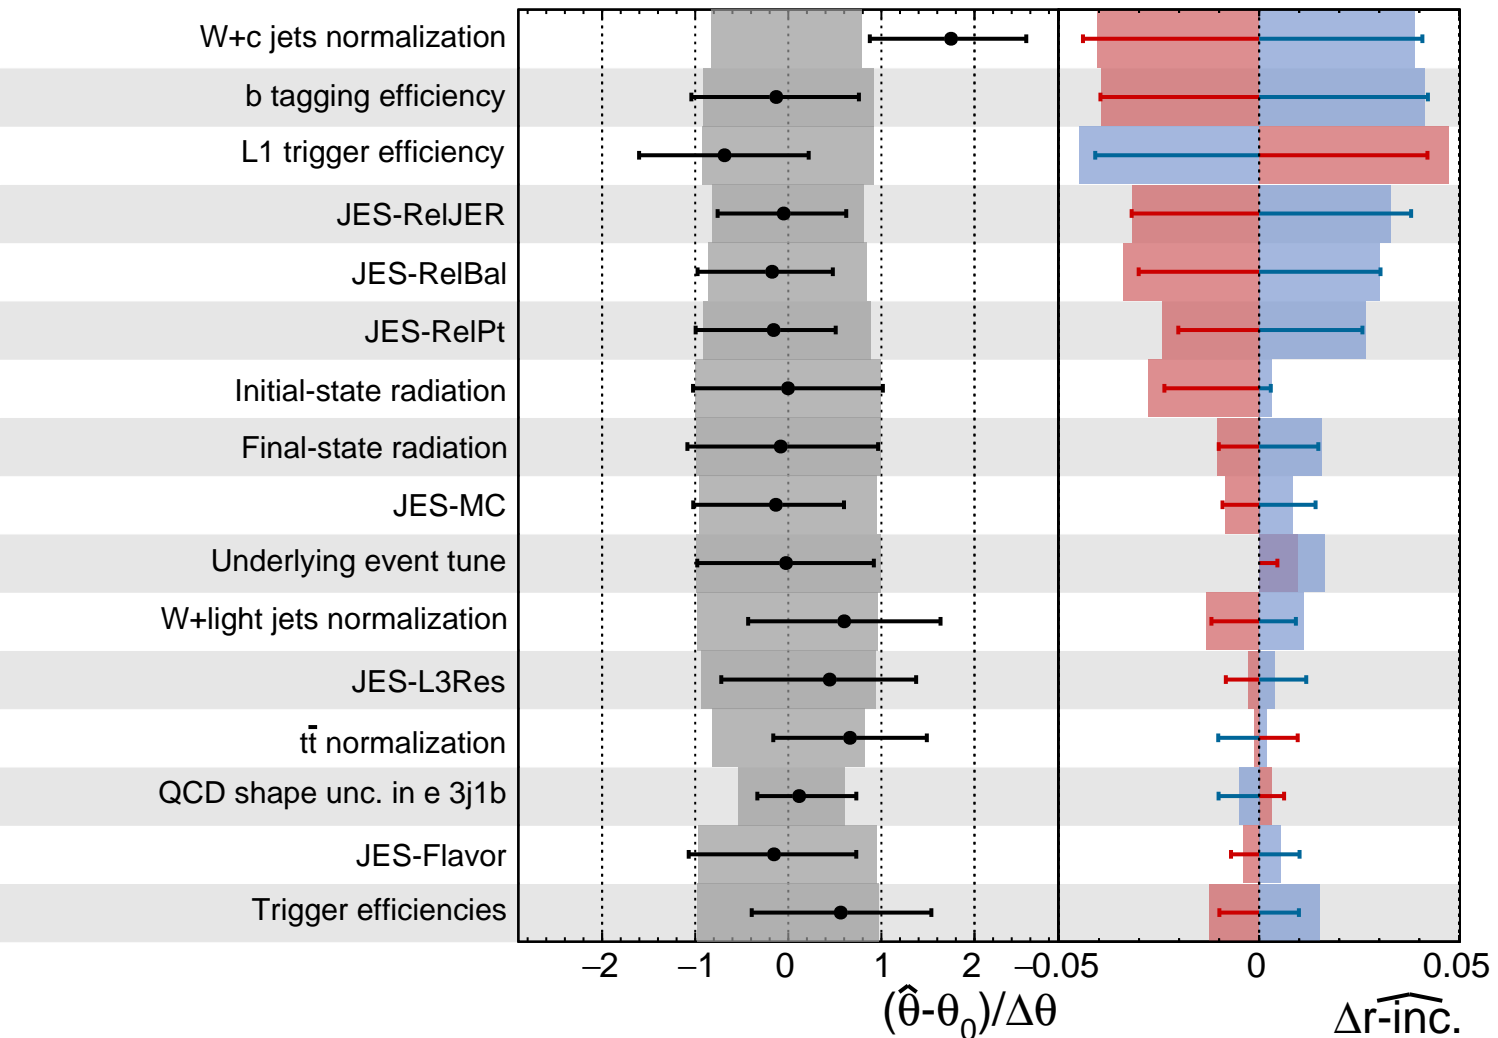 W+c jets normalization
b tagging efficiency
L1 trigger efficiency
JES-RelJER
JES-RelBal
JES-RelPt
Initial-state radiation
Final-state radiation
JES-MC
Underlying event tune
W+light jets normalization
JES-L3Res
tt̄ normalization
QCD shape unc. in e 3j1b
JES-Flavor
Trigger efficiencies
−2 −1 0 1 2 −0.05 0 0.05
(θ̂-θ₀)/Δθ Δr-inc.